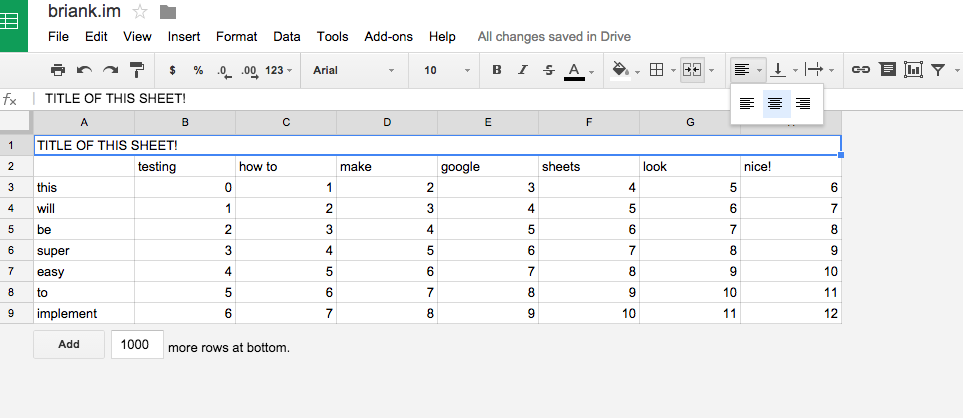 briank.im
File Edit View Insert Format Data Tools Add-ons Help All changes saved in Drive
$ % .0 .00 123 Arial 10 B I S A
fx TITLE OF THIS SHEET!
A B C D E F G
1 TITLE OF THIS SHEET!
2 testing how to make google sheets look nice!
3 this 0 1 2 3 4 5 6
4 will 1 2 3 4 5 6 7
5 be 2 3 4 5 6 7 8
6 super 3 4 5 6 7 8 9
7 easy 4 5 6 7 8 9 10
8 to 5 6 7 8 9 10 11
9 implement 6 7 8 9 10 11 12
Add 1000 more rows at bottom.